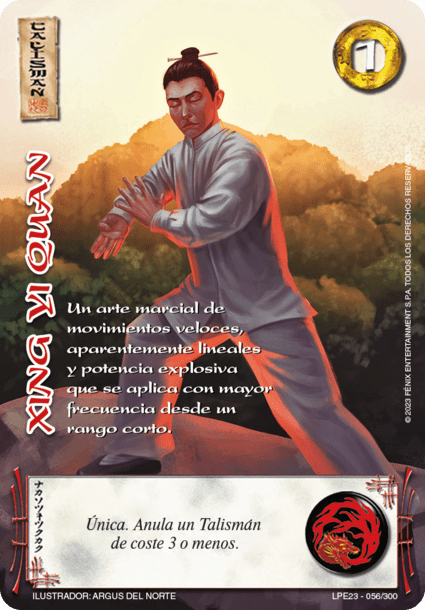 TALISMAN
1
XING YI QUAN
Un arte marcial de
movimientos veloces,
aparentemente lineales
y potencia explosiva
que se aplica con mayor
frecuencia desde un
rango corto.
© 2023 FÉNIX ENTERTAINMENT S.P.A. TODOS LOS DERECHOS RESERV
Única. Anula un Talismán
de coste 3 o menos.
ILUSTRADOR: ARGUS DEL NORTE
LPE23 - 056/300